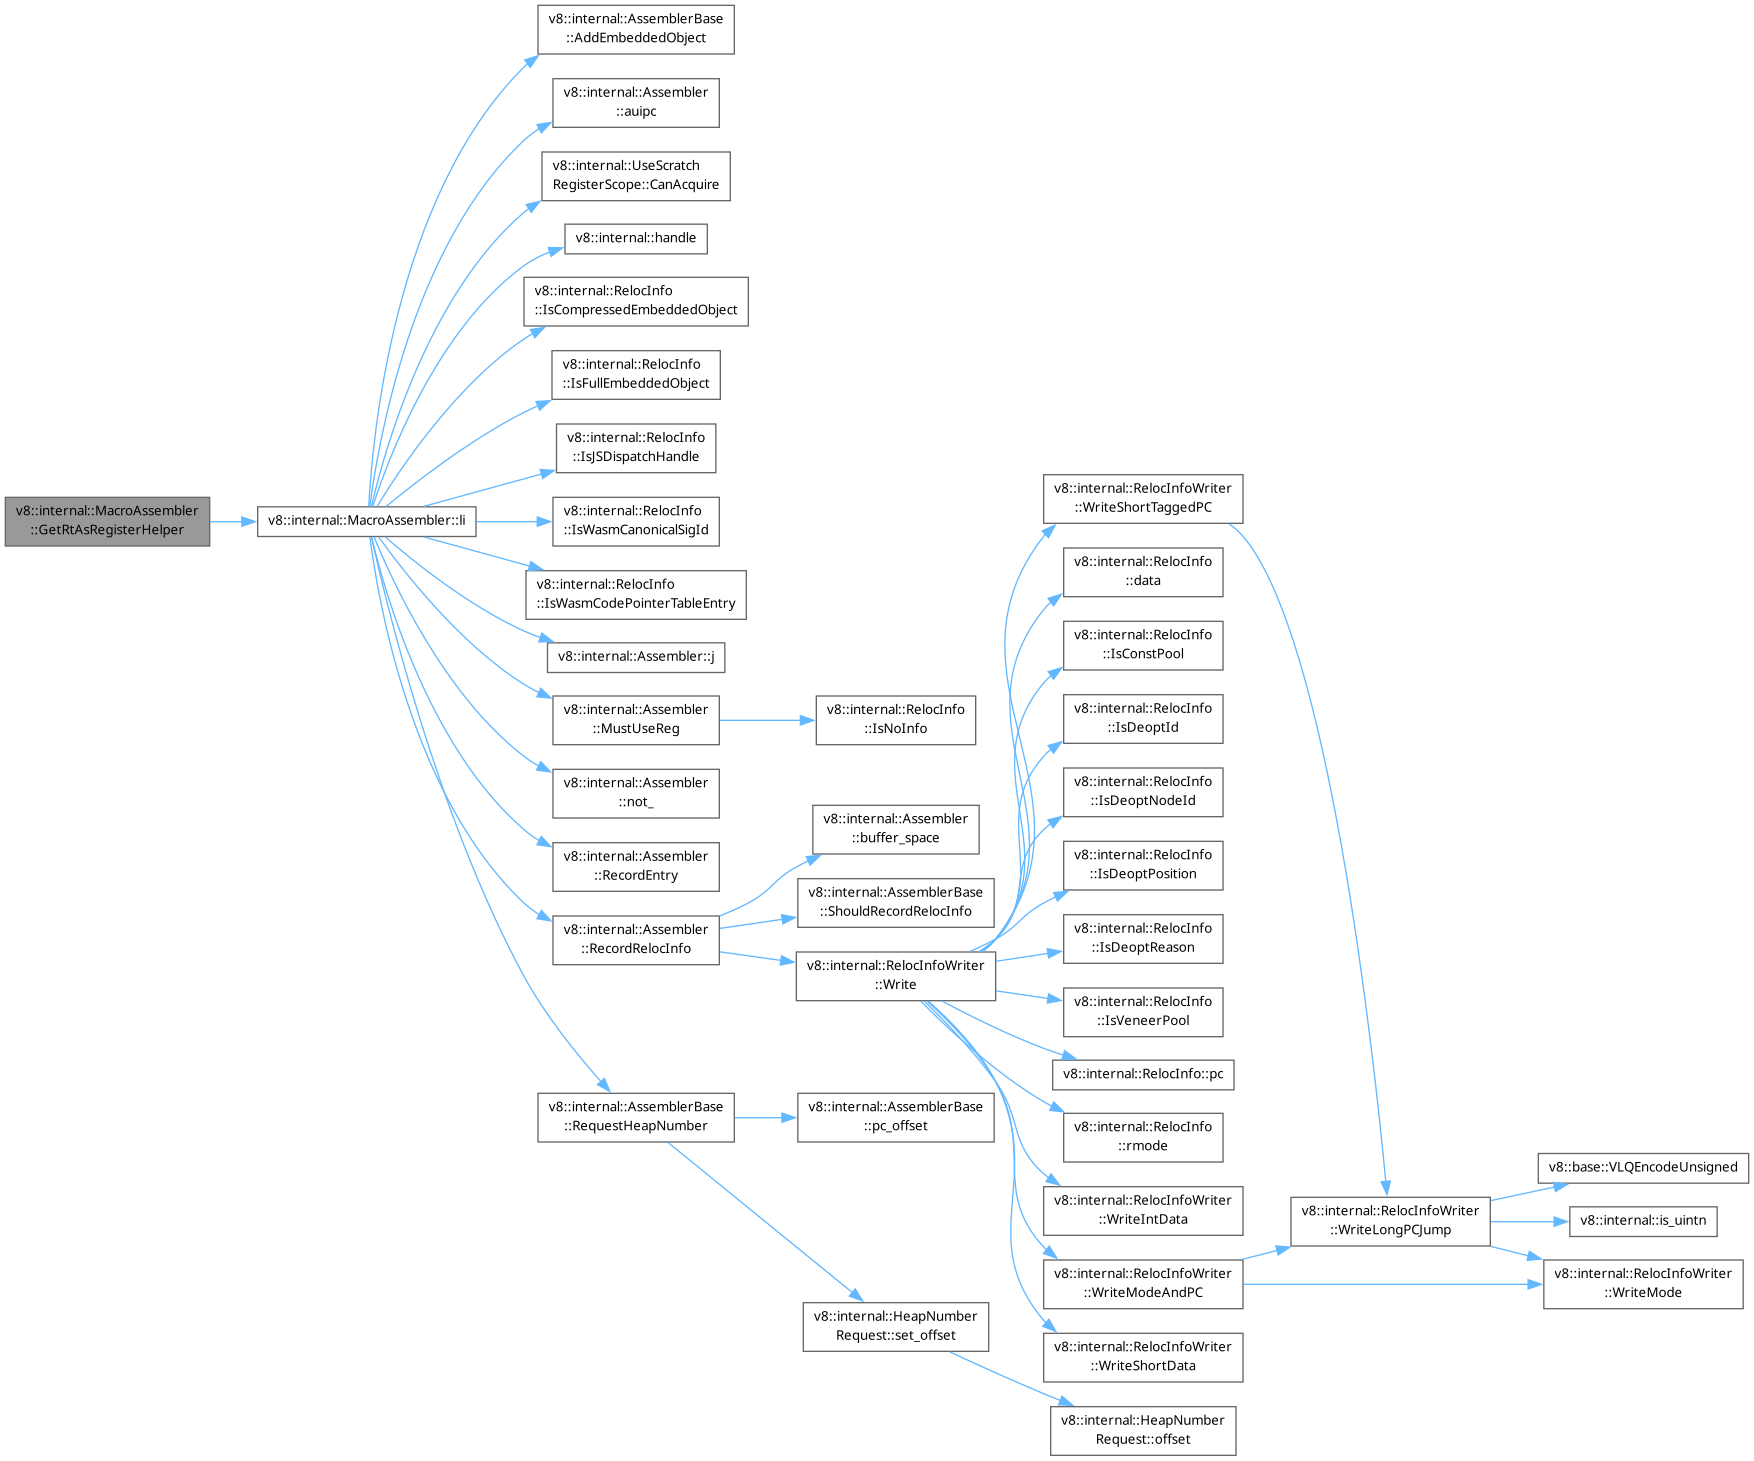 v8::internal::MacroAssembler
::GetRtAsRegisterHelper
v8::internal::MacroAssembler::li
v8::internal::AssemblerBase
::AddEmbeddedObject
v8::internal::Assembler
::auipc
v8::internal::UseScratch
RegisterScope::CanAcquire
v8::internal::handle
v8::internal::RelocInfo
::IsCompressedEmbeddedObject
v8::internal::RelocInfo
::IsFullEmbeddedObject
v8::internal::RelocInfo
::IsJSDispatchHandle
v8::internal::RelocInfo
::IsWasmCanonicalSigId
v8::internal::RelocInfo
::IsWasmCodePointerTableEntry
v8::internal::Assembler::j
v8::internal::Assembler
::MustUseReg
v8::internal::Assembler
::not_
v8::internal::Assembler
::RecordEntry
v8::internal::Assembler
::RecordRelocInfo
v8::internal::AssemblerBase
::RequestHeapNumber
v8::internal::RelocInfo
::IsNoInfo
v8::internal::Assembler
::buffer_space
v8::internal::AssemblerBase
::ShouldRecordRelocInfo
v8::internal::RelocInfoWriter
::Write
v8::internal::AssemblerBase
::pc_offset
v8::internal::HeapNumber
Request::set_offset
v8::internal::RelocInfoWriter
::WriteShortTaggedPC
v8::internal::RelocInfo
::data
v8::internal::RelocInfo
::IsConstPool
v8::internal::RelocInfo
::IsDeoptId
v8::internal::RelocInfo
::IsDeoptNodeId
v8::internal::RelocInfo
::IsDeoptPosition
v8::internal::RelocInfo
::IsDeoptReason
v8::internal::RelocInfo
::IsVeneerPool
v8::internal::RelocInfo::pc
v8::internal::RelocInfo
::rmode
v8::internal::RelocInfoWriter
::WriteIntData
v8::internal::RelocInfoWriter
::WriteModeAndPC
v8::internal::RelocInfoWriter
::WriteShortData
v8::internal::HeapNumber
Request::offset
v8::internal::RelocInfoWriter
::WriteLongPCJump
v8::base::VLQEncodeUnsigned
v8::internal::is_uintn
v8::internal::RelocInfoWriter
::WriteMode